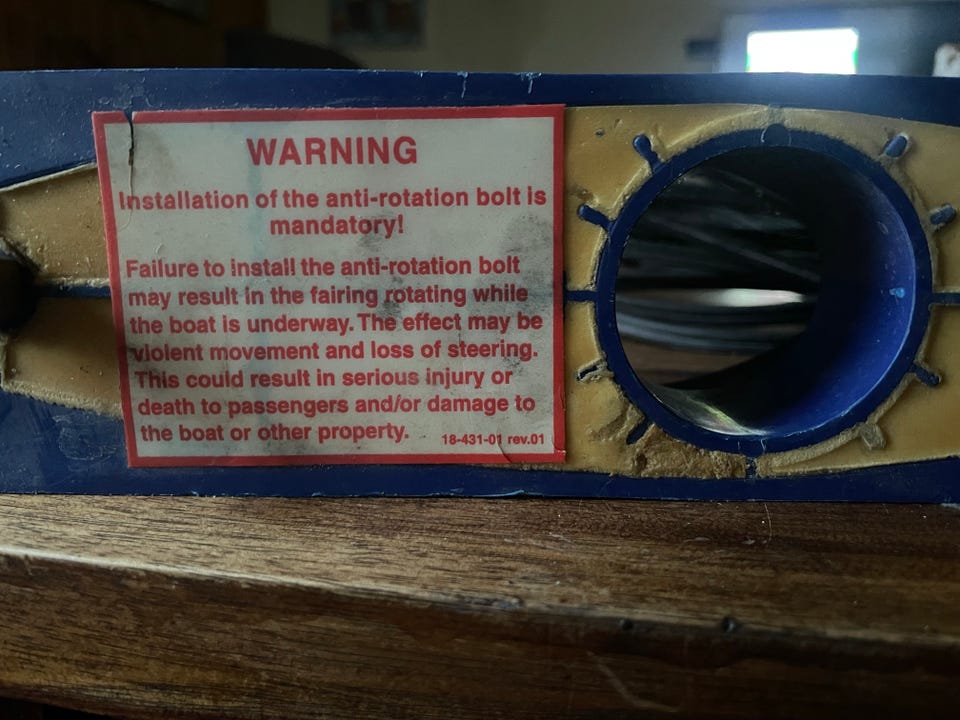 WARNING
Installation of the anti-rotation bolt is
mandatory!
Failure to install the anti-rotation bolt
may result in the fairing rotating while
the boat is underway. The effect may be
violent movement and loss of steering.
This could result in serious injury or
death to passengers and/or damage to
the boat or other property.
18-431-01 rev.01